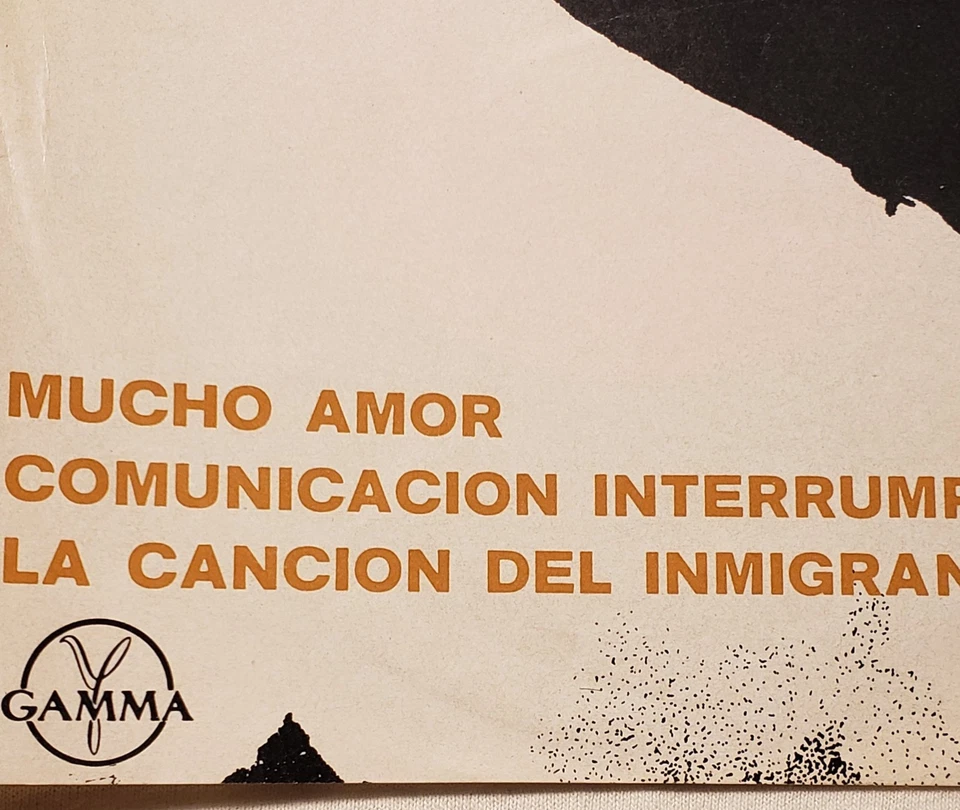 MUCHO AMOR
COMUNICACION INTERRUMP
LA CANCION DEL INMIGRAN
GAMMA